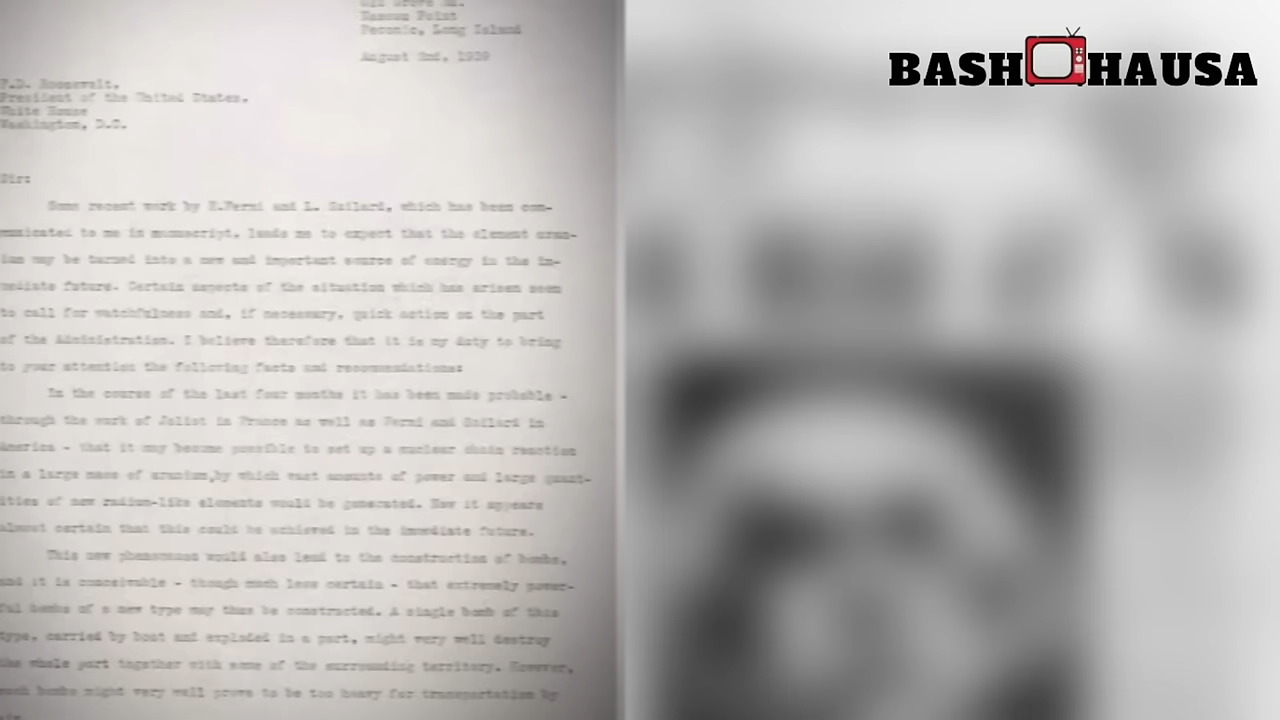 Nassau Point
Peconic, Long Island
August 2nd, 1939
F.D. Roosevelt,
President of the United States,
White House
Washington, D.C.
Sir:
Some recent work by E.Fermi and L. Szilard, which has been com-
municated to me in manuscript, leads me to expect that the element uran-
ium may be turned into a new and important source of energy in the im-
mediate future. Certain aspects of the situation which has arisen seem
to call for watchfulness and, if necessary, quick action on the part
of the Administration. I believe therefore that it is my duty to bring
to your attention the following facts and recommendations:
In the course of the last four months it has been made probable -
through the work of Joliot in France as well as Fermi and Szilard in
America - that it may become possible to set up a nuclear chain reaction
in a large mass of uranium,by which vast amounts of power and large quant-
ities of new radium-like elements would be generated. Now it appears
almost certain that this could be achieved in the immediate future.
This new phenomenon would also lead to the construction of bombs,
and it is conceivable - though much less certain - that extremely power-
ful bombs of a new type may thus be constructed. A single bomb of this
type, carried by boat and exploded in a port, might very well destroy
the whole port together with some of the surrounding territory. However,
such bombs might very well prove to be too heavy for transportation by
BASH HAUSA